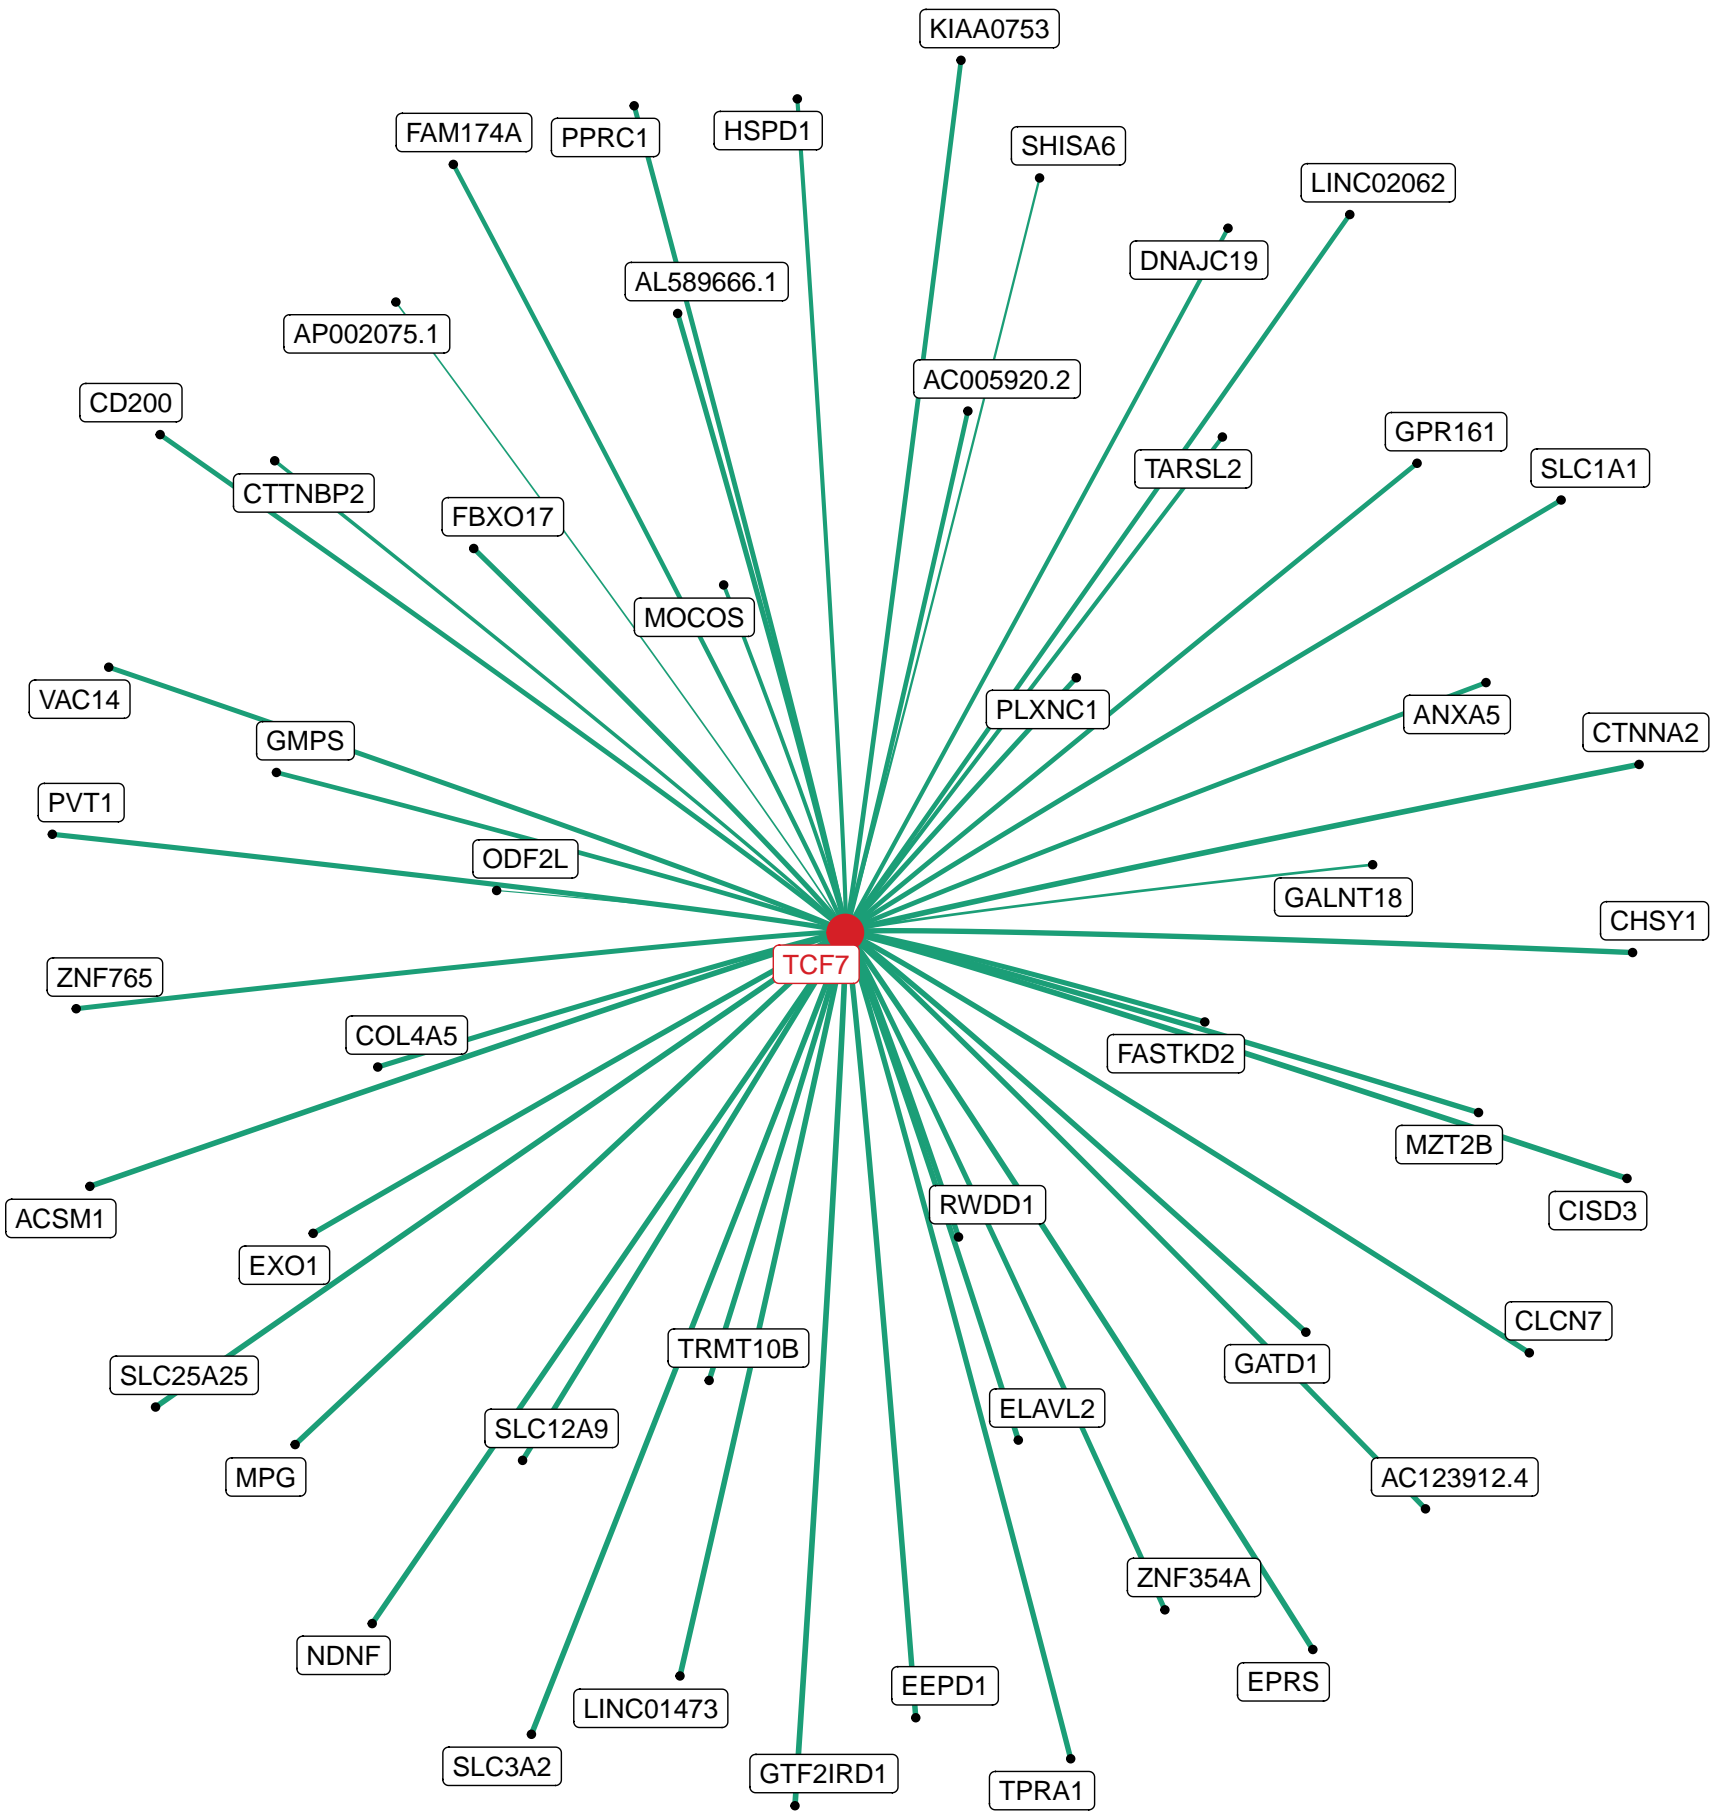 KIAA0753
FAM174A
PPRC1
HSPD1
SHISA6
LINC02062
DNAJC19
AL589666.1
AP002075.1
AC005920.2
CD200
GPR161
SLC1A1
TARSL2
CTTNBP2
FBXO17
MOCOS
VAC14
PLXNC1
ANXA5
CTNNA2
GMPS
PVT1
ODF2L
GALNT18
CHSY1
TCF7
ZNF765
COL4A5
FASTKD2
MZT2B
RWDD1
CISD3
ACSM1
EXO1
CLCN7
TRMT10B
GATD1
SLC25A25
ELAVL2
SLC12A9
MPG
AC123912.4
ZNF354A
NDNF
EPRS
EEPD1
LINC01473
SLC3A2
GTF2IRD1
TPRA1